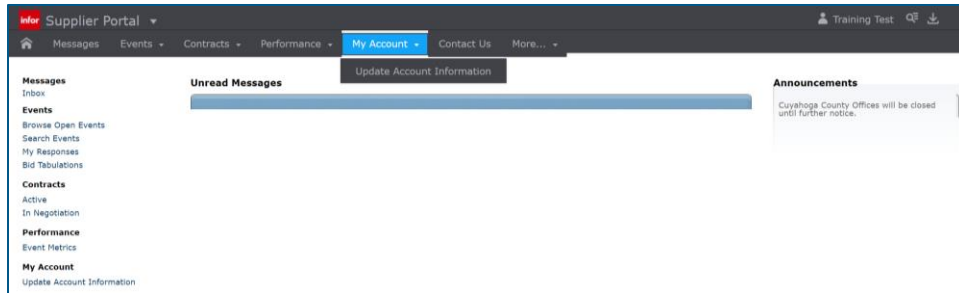 infor Supplier Portal
Training Test
Messages Events Contracts Performance My Account Contact Us More...
Update Account Information
Messages
Inbox
Events
Browse Open Events
Search Events
My Responses
Bid Tabulations
Contracts
Active
In Negotiation
Performance
Event Metrics
My Account
Update Account Information
Unread Messages
Announcements
Cuyahoga County Offices will be closed
until further notice.